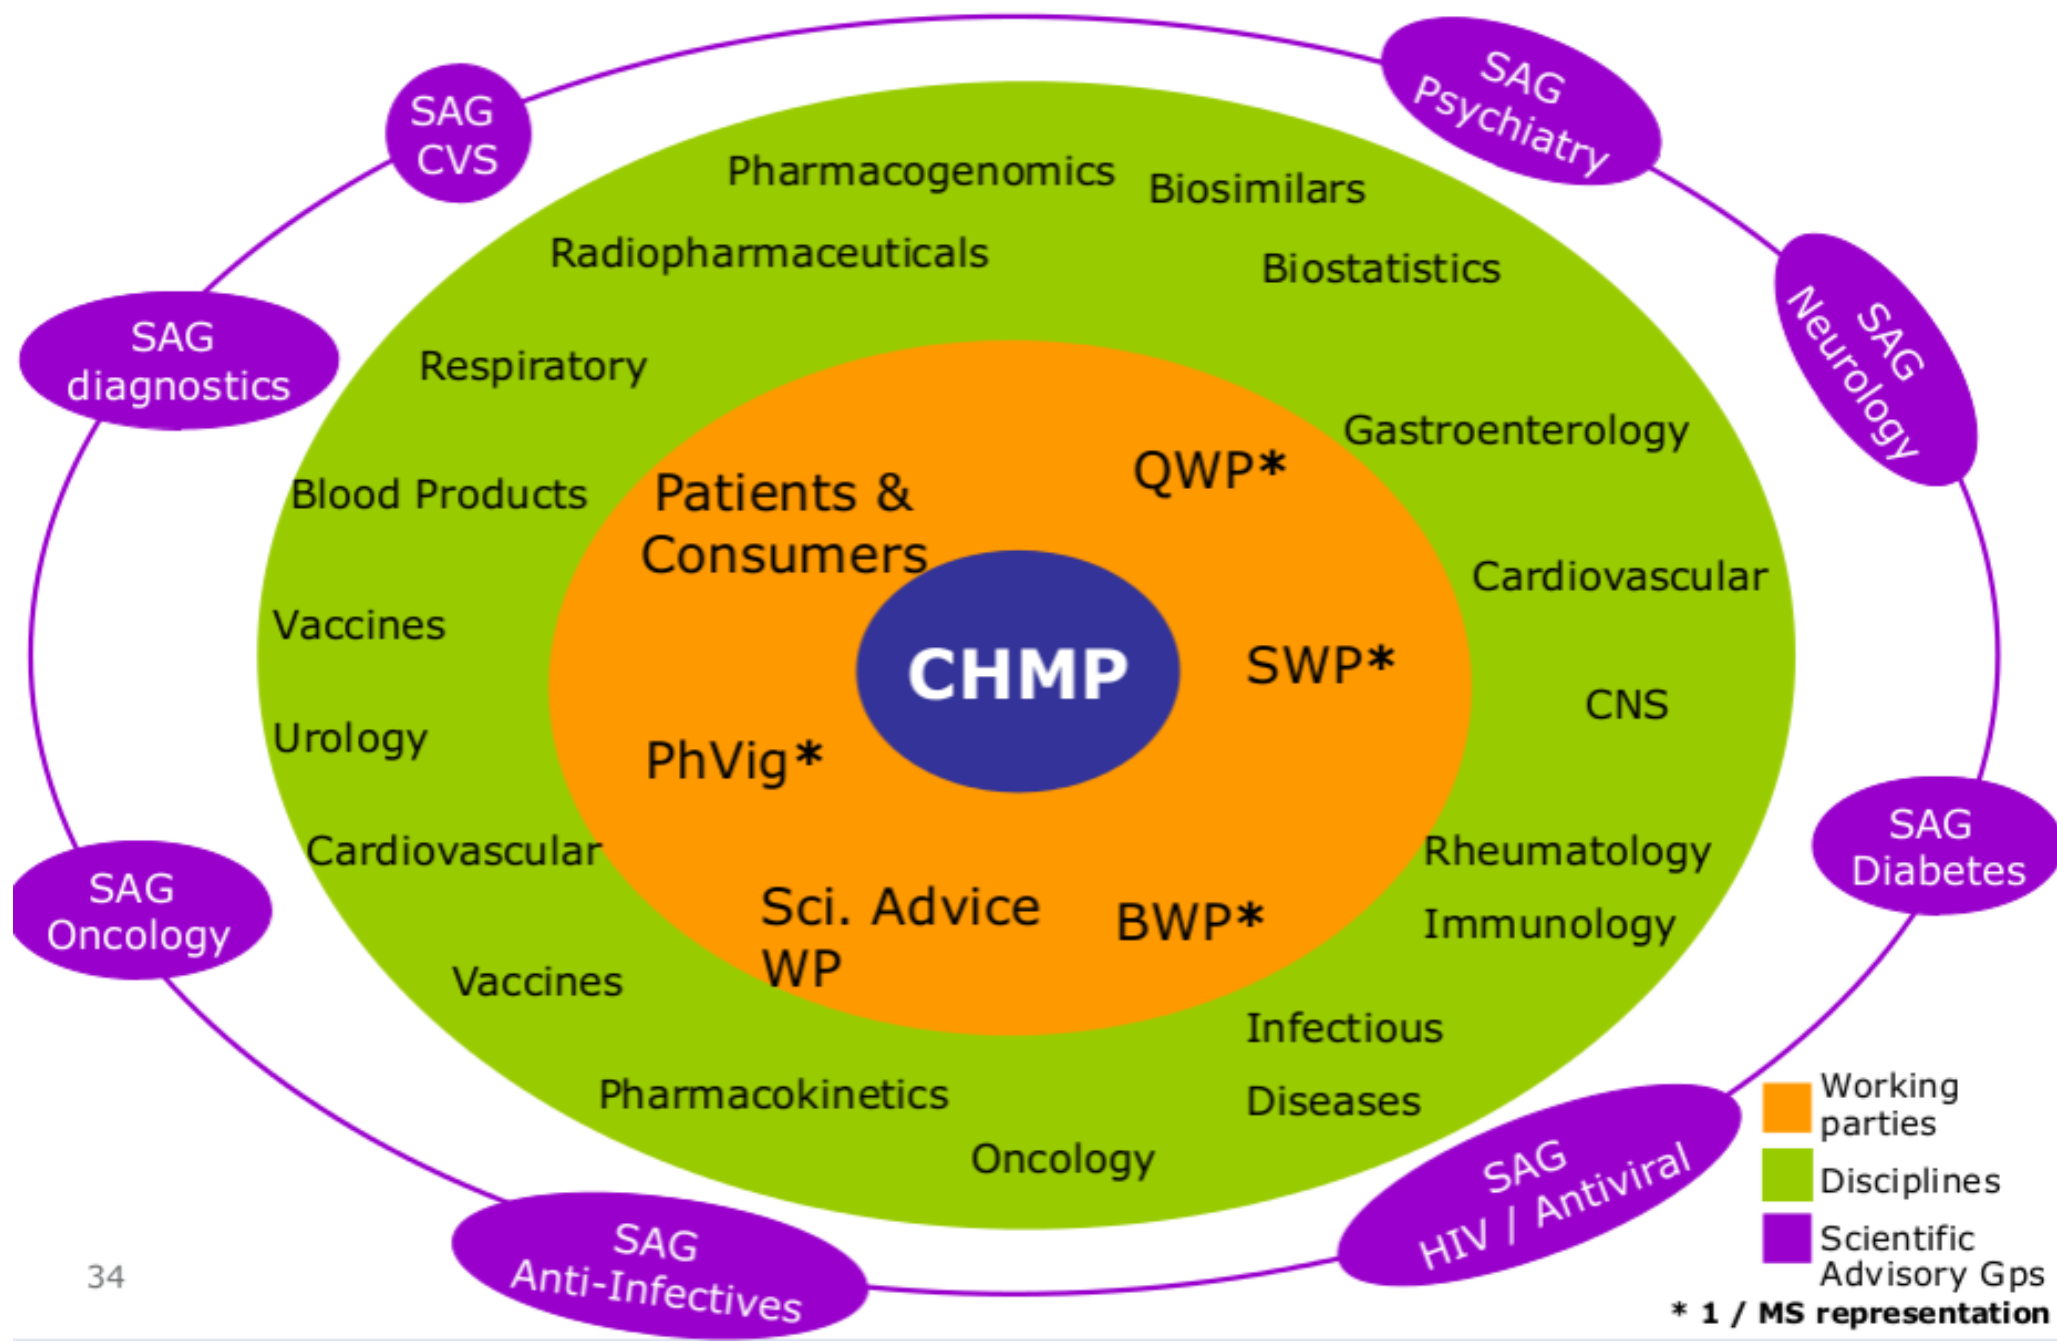 SAG
CVS
SAG
Psychiatry
SAG
diagnostics
SAG
Neurology
SAG
Oncology
SAG
Diabetes
SAG
Anti-Infectives
SAG
HIV / Antiviral
Pharmacogenomics
Biosimilars
Radiopharmaceuticals
Biostatistics
Respiratory
Gastroenterology
Blood Products
Cardiovascular
Vaccines
CNS
Urology
Cardiovascular
Rheumatology
Immunology
Vaccines
Infectious
Diseases
Pharmacokinetics
Oncology
Patients &
Consumers
QWP*
SWP*
PhVig*
Sci. Advice
WP
BWP*
CHMP
Working
parties
Disciplines
Scientific
Advisory Gps
* 1 / MS representation
34